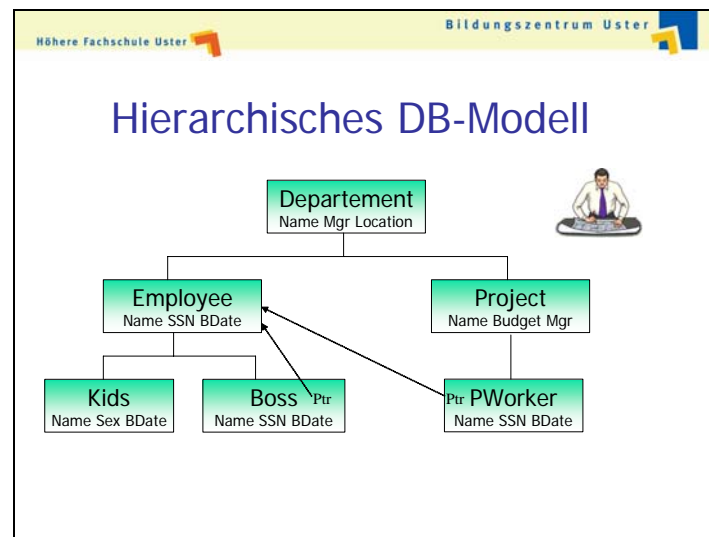 Bildungszentrum Uster
Höhere Fachschule Uster
Hierarchisches DB-Modell
Departement
Name Mgr Location
Employee
Name SSN BDate
Project
Name Budget Mgr
Kids
Name Sex BDate
Boss Ptr
Name SSN BDate
Ptr PWorker
Name SSN BDate